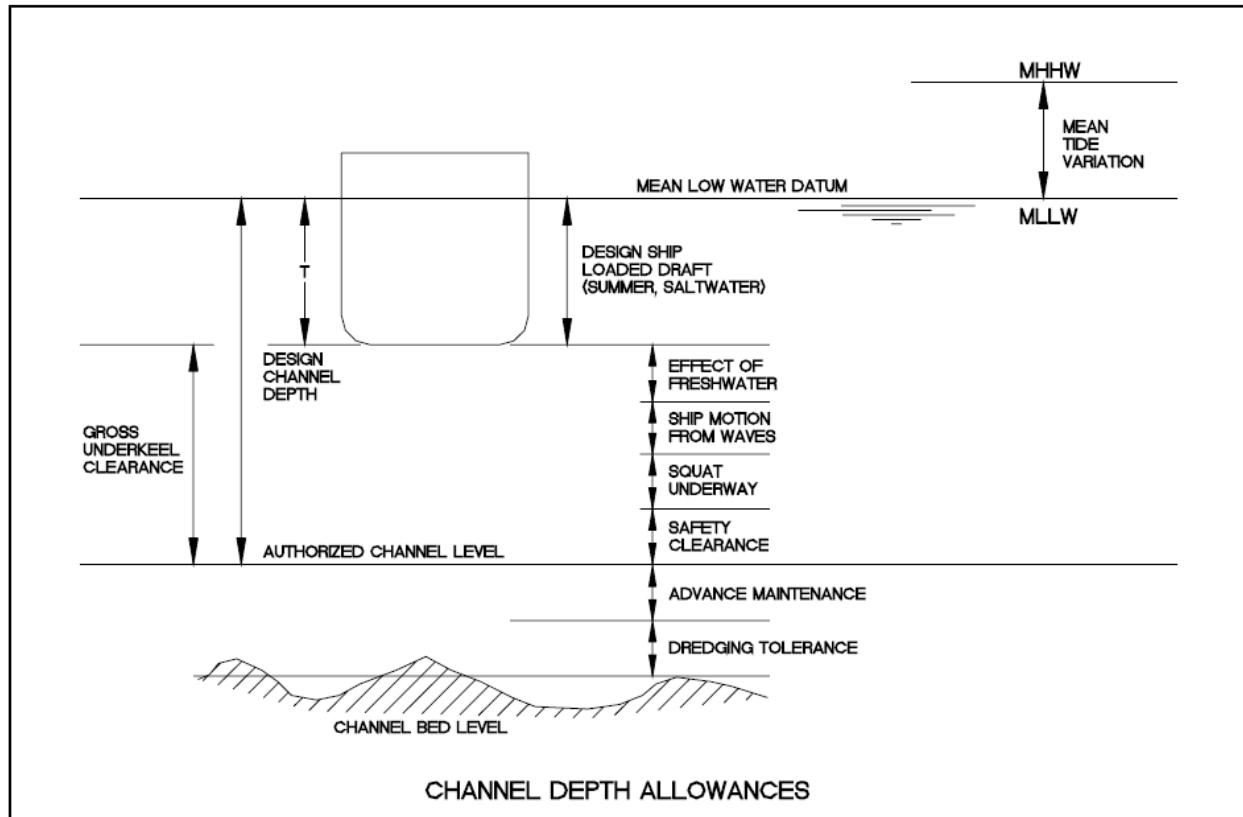 MHHW
MEAN
TIDE
VARIATION
MEAN LOW WATER DATUM
MLLW
T
DESIGN SHIP
LOADED DRAFT
(SUMMER, SALTWATER)
DESIGN
CHANNEL
DEPTH
GROSS
UNDERKEEL
CLEARANCE
EFFECT OF
FRESHWATER
SHIP MOTION
FROM WAVES
SQUAT
UNDERWAY
SAFETY
CLEARANCE
AUTHORIZED CHANNEL LEVEL
ADVANCE MAINTENANCE
DREDGING TOLERANCE
CHANNEL BED LEVEL
CHANNEL DEPTH ALLOWANCES